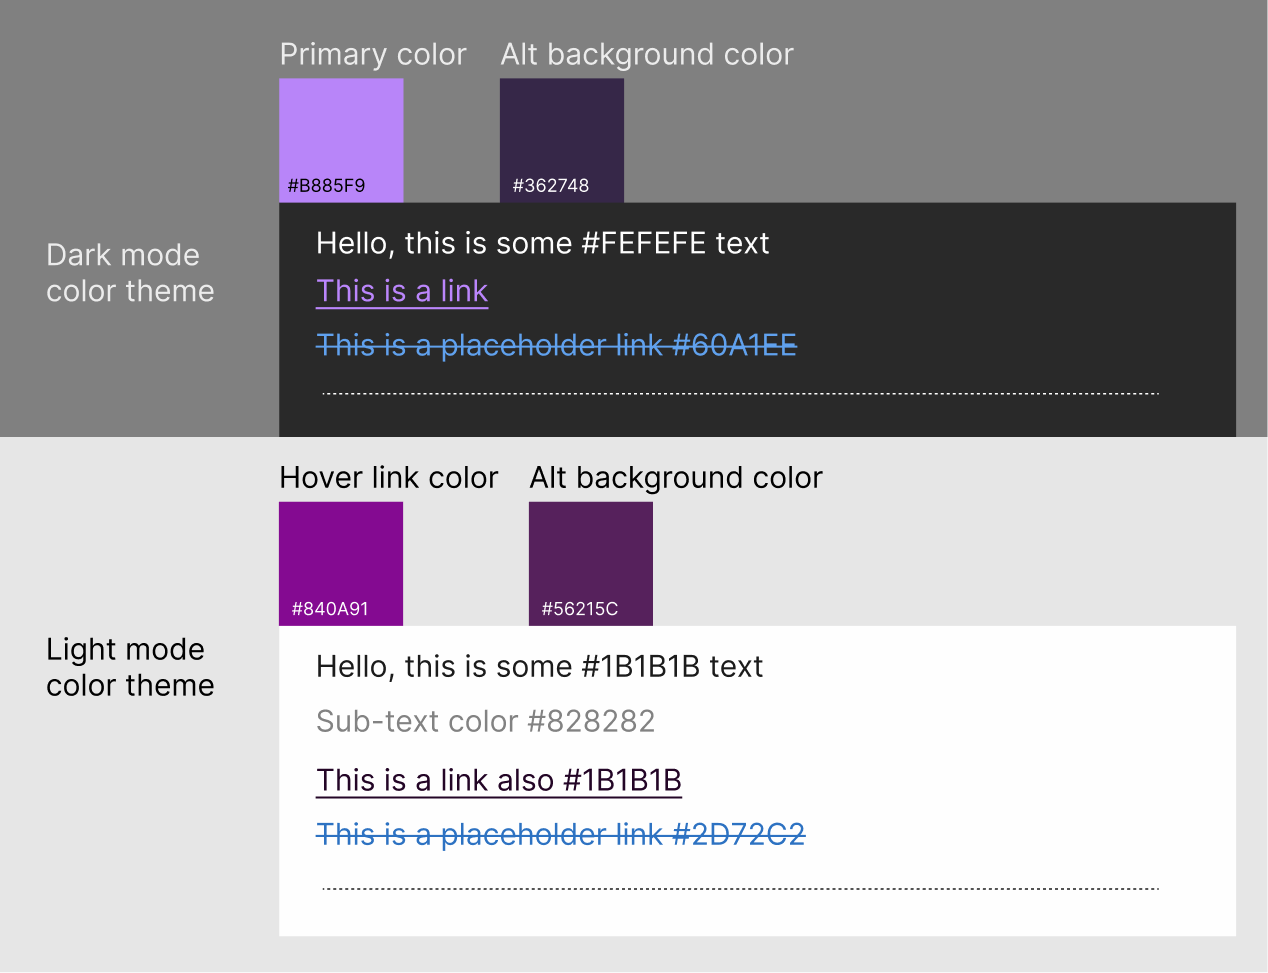 Primary color
Alt background color
#B885F9
#362748
Dark mode
color theme
Hello, this is some #FEFEFE text
This is a link
This is a placeholder link #60A1EE
Hover link color
Alt background color
#840A91
#56215C
Light mode
color theme
Hello, this is some #1B1B1B text
Sub-text color #828282
This is a link also #1B1B1B
This is a placeholder link #2D72C2